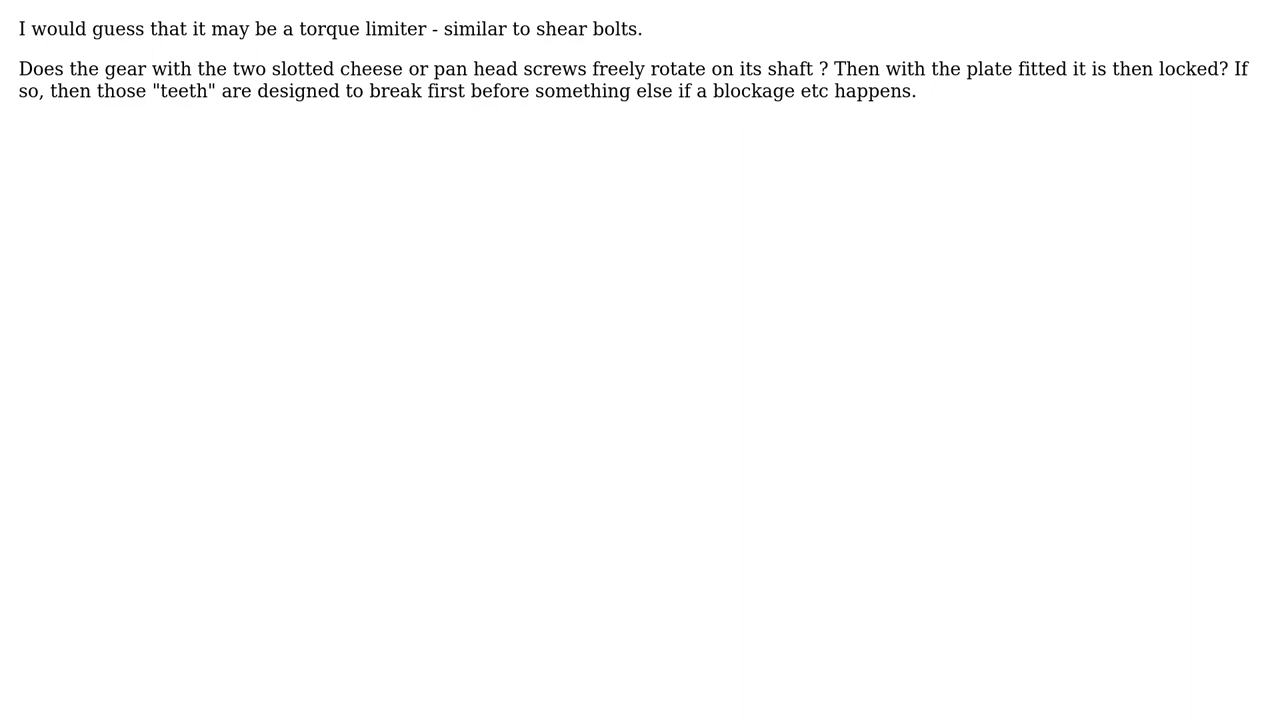 I would guess that it may be a torque limiter - similar to shear bolts.
Does the gear with the two slotted cheese or pan head screws freely rotate on its shaft ? Then with the plate fitted it is then locked? If
so, then those "teeth" are designed to break first before something else if a blockage etc happens.